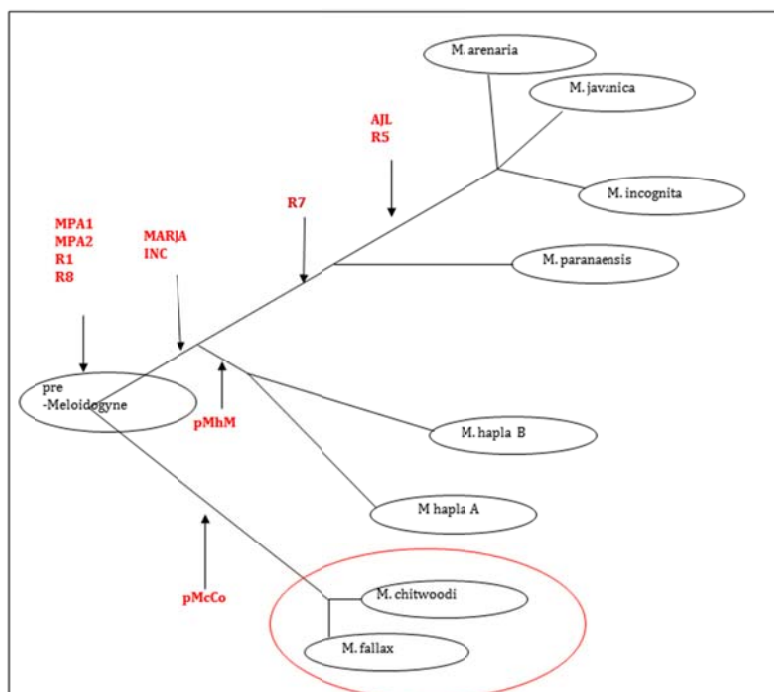 M. arenaria
M. javanica
AJL
R5
M. incognita
R7
MPA1
MPA2
R1
R8
MARJA
INC
M. paranaensis
pre
-Meloidogyne
pMhM
M. hapla B
M hapla A
pMcCo
M. chitwoodi
M. fallax